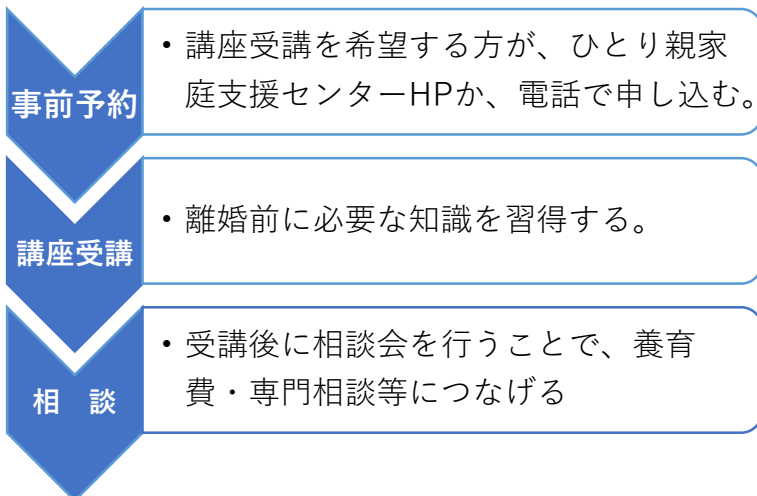 事前予約
・講座受講を希望する方が、ひとり親家
庭支援センターHPか、電話で申し込む。
講座受講
・離婚前に必要な知識を習得する。
相　談
・受講後に相談会を行うことで、養育
費・専門相談等につなげる